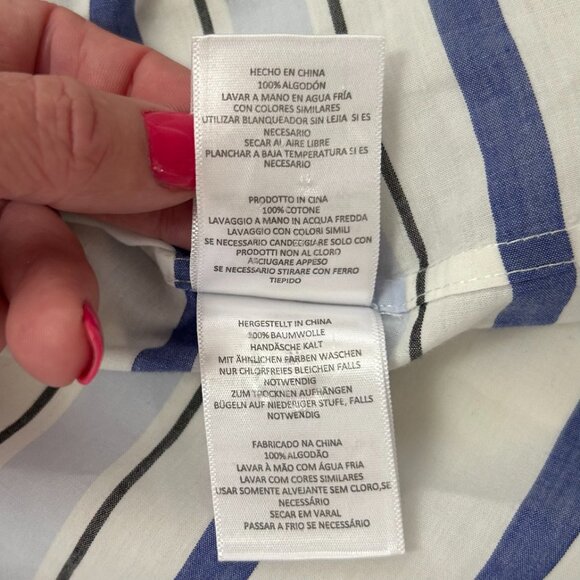 HECHO EN CHINA
100% ALGODÓN
LAVAR A MANO EN AGUA FRÍA
CON COLORES SIMILARES
UTILIZAR BLANQUEADOR SIN LEJIA SI ES
NECESARIO
SECAR AL AIRE LIBRE
PLANCHAR A BAJA TEMPERATURA SI ES
NECESARIO
PRODOTTO IN CINA
100% COTONE
LAVAGGIO A MANO IN ACQUA FREDDA
LAVAGGIO CON COLORI SIMILI
SE NECESSARIO CANDEGGIARE SOLO CON
PRODOTTI NON AL CLORO
ASCIUGARE APPESO
SE NECESSARIO STIRARE CON FERRO
TIEPIDO
HERGESTELLT IN CHINA
100% BAUMWOLLE
HANDÄSCHE KALT
MIT ÄHNLICHEN FARBEN WASCHEN
NUR CHLORFREIES BLEICHEN FALLS
NOTWENDIG
ZUM TROCKNEN AUFHÄNGEN
BÜGELN AUF NIEDERIGER STUFE, FALLS
NOTWENDIG
FABRICADO NA CHINA
100% ALGODÃO
LAVAR À MÃO COM ÁGUA FRIA
LAVAR COM CORES SIMILARES
USAR SOMENTE ALVEJANTE SEM CLORO,SE
NECESSÁRIO
SECAR EM VARAL
PASSAR A FRIO SE NECESSÁRIO